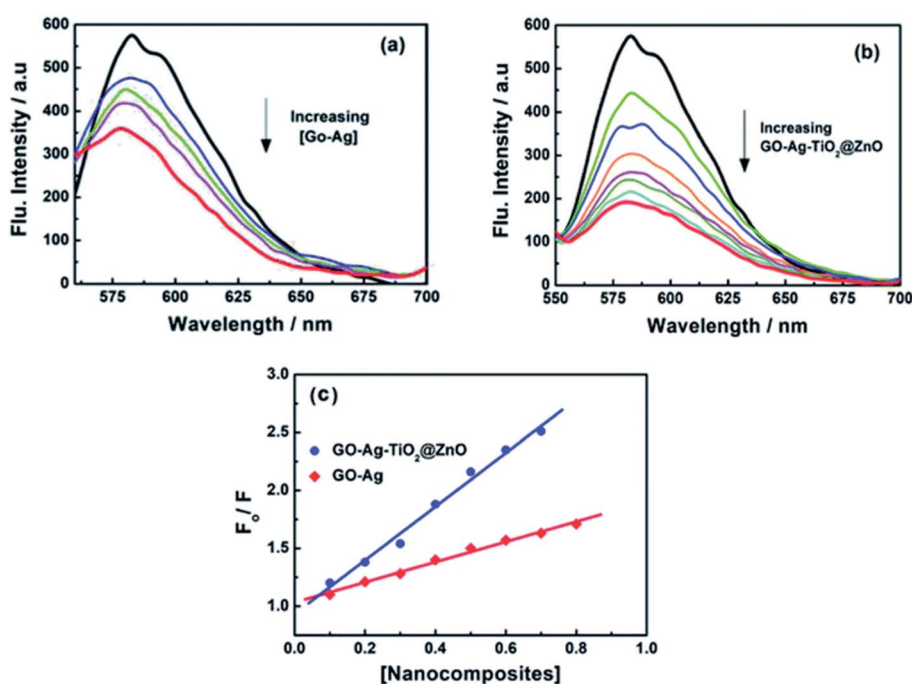 600
500
400
300
200
100
0
Flu. Intensity / a.u
(a)
Increasing
[Go-Ag]
575 600 625 650 675 700
Wavelength / nm
600
500
400
300
200
100
0
Flu. Intensity / a.u
(b)
Increasing
GO-Ag-TiO₂@ZnO
550 575 600 625 650 675 700
Wavelength / nm
3.0
2.5
2.0
1.5
1.0
F₀ / F
(c)
GO-Ag-TiO₂@ZnO
GO-Ag
0.0 0.2 0.4 0.6 0.8 1.0
[Nanocomposites]